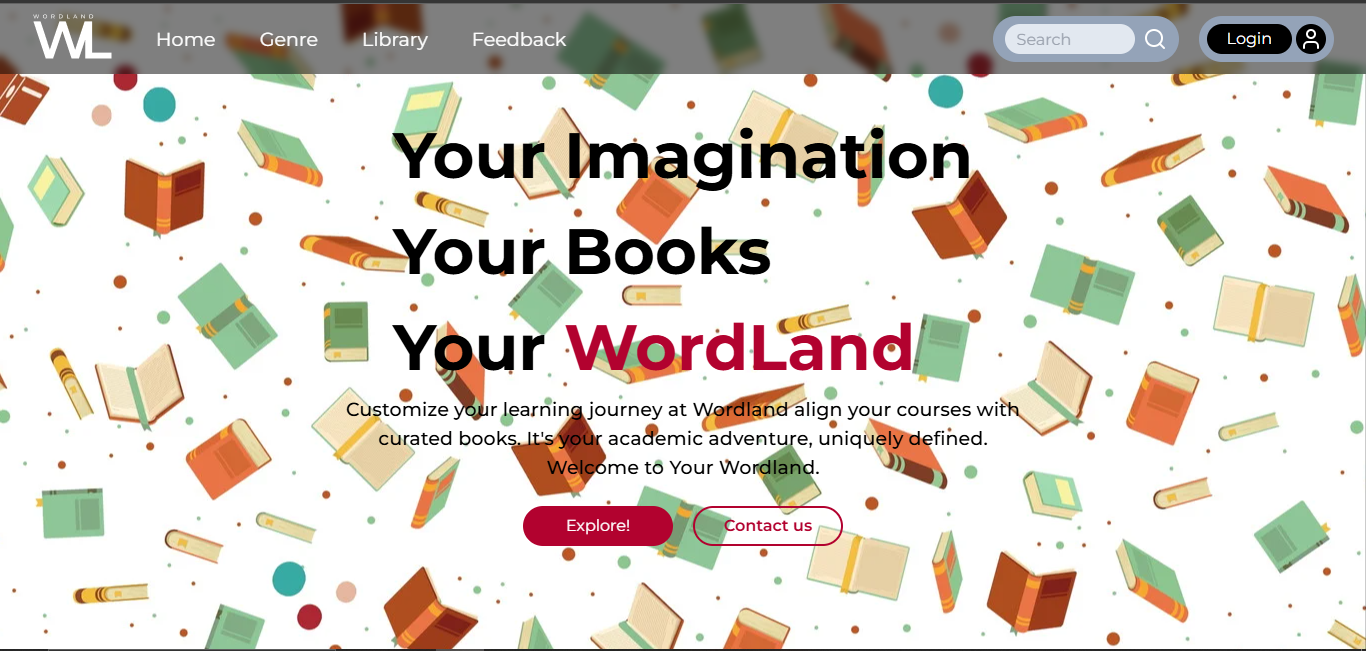 WORDLAND
WL
Home Genre Library Feedback Search Login
Your Imagination
Your Books
Your WordLand
Customize your learning journey at Wordland align your courses with
curated books. It's your academic adventure, uniquely defined.
Welcome to Your Wordland.
Explore! Contact us